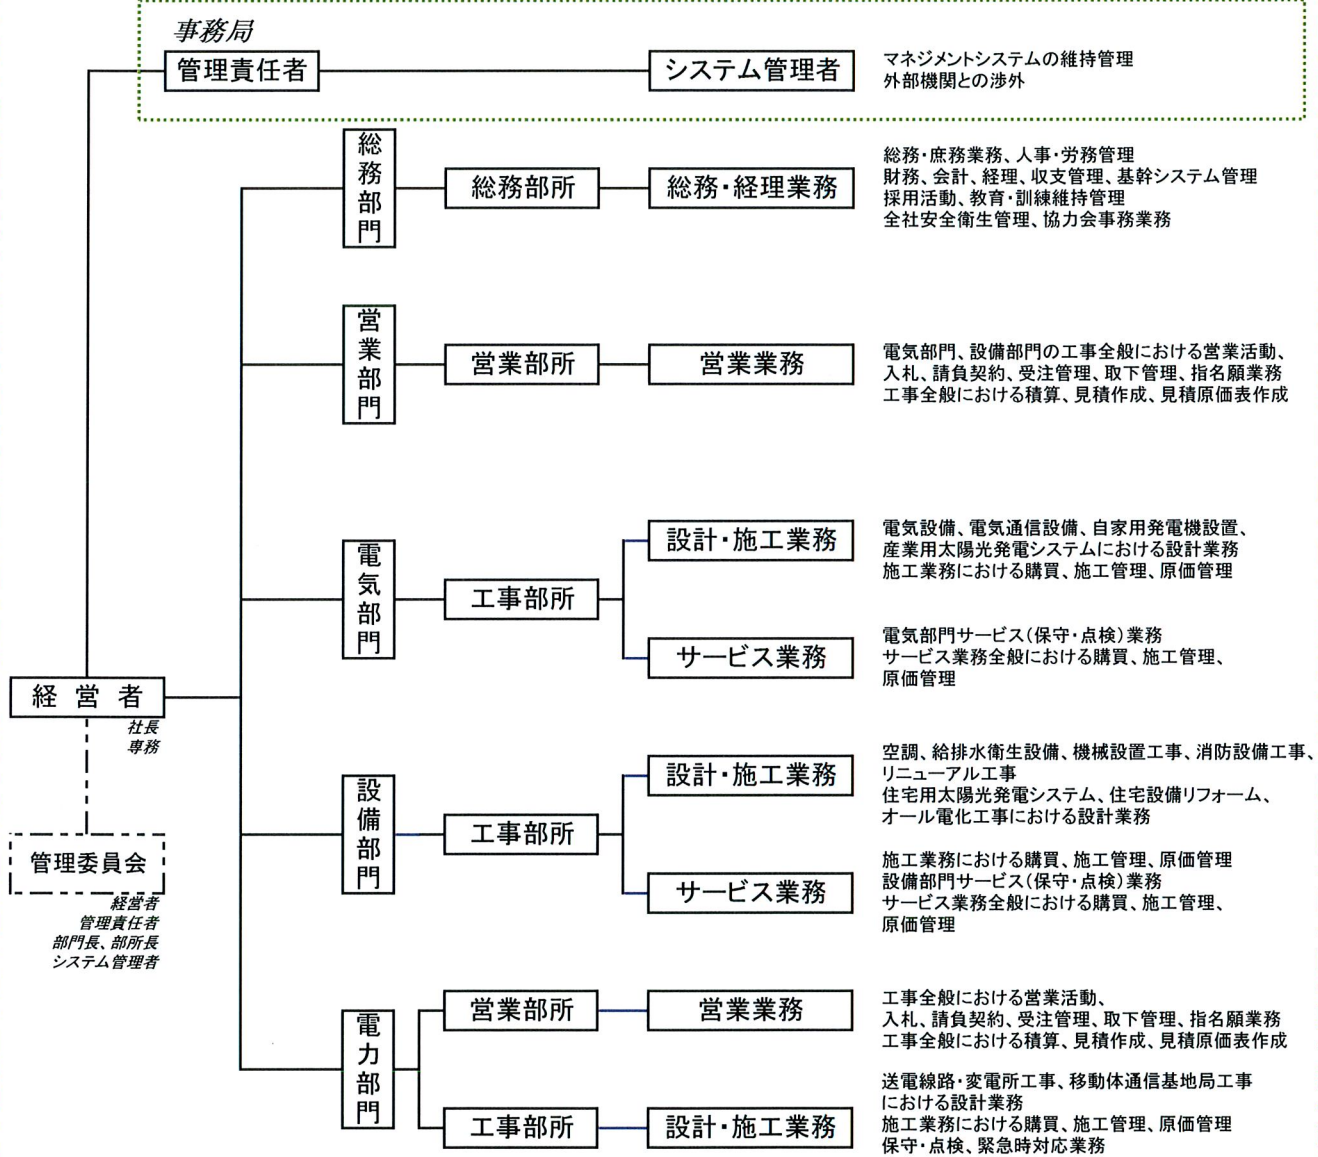 事務局
管理責任者
システム管理者
マネジメントシステムの維持管理
外部機関との渉外
総務部門
総務部所
総務・経理業務
総務・庶務業務、人事・労務管理
財務、会計、経理、収支管理、基幹システム管理
採用活動、教育・訓練維持管理
全社安全衛生管理、協力会事務業務
営業部門
営業部所
営業業務
電気部門、設備部門の工事全般における営業活動、
入札、請負契約、受注管理、取下管理、指名願業務
工事全般における積算、見積作成、見積原価表作成
電気部門
工事部所
設計・施工業務
電気設備、電気通信設備、自家用発電機設置、
産業用太陽光発電システムにおける設計業務
施工業務における購買、施工管理、原価管理
サービス業務
電気部門サービス(保守・点検)業務
サービス業務全般における購買、施工管理、
原価管理
経営者
社長
専務
管理委員会
経営者
管理責任者
部門長、部所長
システム管理者
設備部門
工事部所
設計・施工業務
空調、給排水衛生設備、機械設置工事、消防設備工事、
リニューアル工事
住宅用太陽光発電システム、住宅設備リフォーム、
オール電化工事における設計業務
サービス業務
施工業務における購買、施工管理、原価管理
設備部門サービス(保守・点検)業務
サービス業務全般における購買、施工管理、
原価管理
電力部門
営業部所
営業業務
工事全般における営業活動、
入札、請負契約、受注管理、取下管理、指名願業務
工事全般における積算、見積作成、見積原価表作成
工事部所
設計・施工業務
送電線路・変電所工事、移動体通信基地局工事
における設計業務
施工業務における購買、施工管理、原価管理
保守・点検、緊急時対応業務